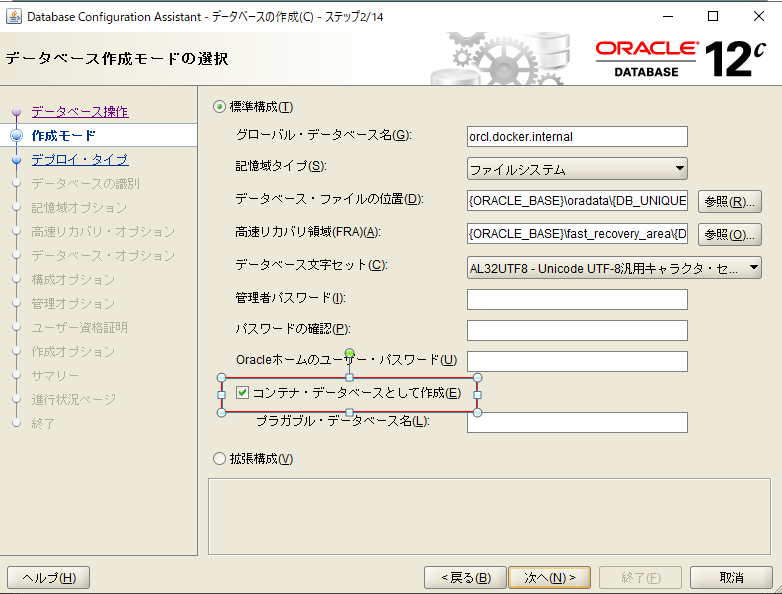 Database Configuration Assistant - データベースの作成(C) - ステップ2/14
データベース作成モードの選択
ORACLE
DATABASE
12c
データベース操作
作成モード
デプロイ・タイプ
データベースの識別
記憶域オプション
高速リカバリ・オプション
データベース・オプション
構成オプション
管理オプション
ユーザー資格証明
作成オプション
サマリー
進行状況ページ
終了
標準構成(T)
グローバル・データベース名(G): orcl.docker.internal
記憶域タイプ(S): ファイルシステム
データベース・ファイルの位置(D): {ORACLE_BASE}\oradata\{DB_UNIQUE 参照(R)...
高速リカバリ領域(FRA)(A): {ORACLE_BASE}\fast_recovery_area\{D 参照(O)...
データベース文字セット(C): AL32UTF8 - Unicode UTF-8汎用キャラクタ・セ...
管理者パスワード(I):
パスワードの確認(P):
Oracleホームのユーザー・パスワード(U)
コンテナ・データベースとして作成(E)
プラガブル・データベース名(L):
拡張構成(V)
ヘルプ(H) <戻る(B) 次へ(N)> 終了(F) 取消